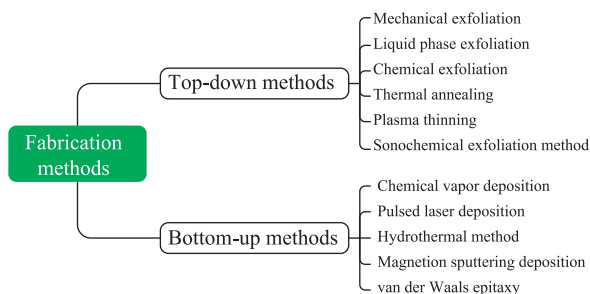 Fabrication
methods
Top-down methods
Mechanical exfoliation
Liquid phase exfoliation
Chemical exfoliation
Thermal annealing
Plasma thinning
Sonochemical exfoliation method
Bottom-up methods
Chemical vapor deposition
Pulsed laser deposition
Hydrothermal method
Magnetion sputtering deposition
van der Waals epitaxy